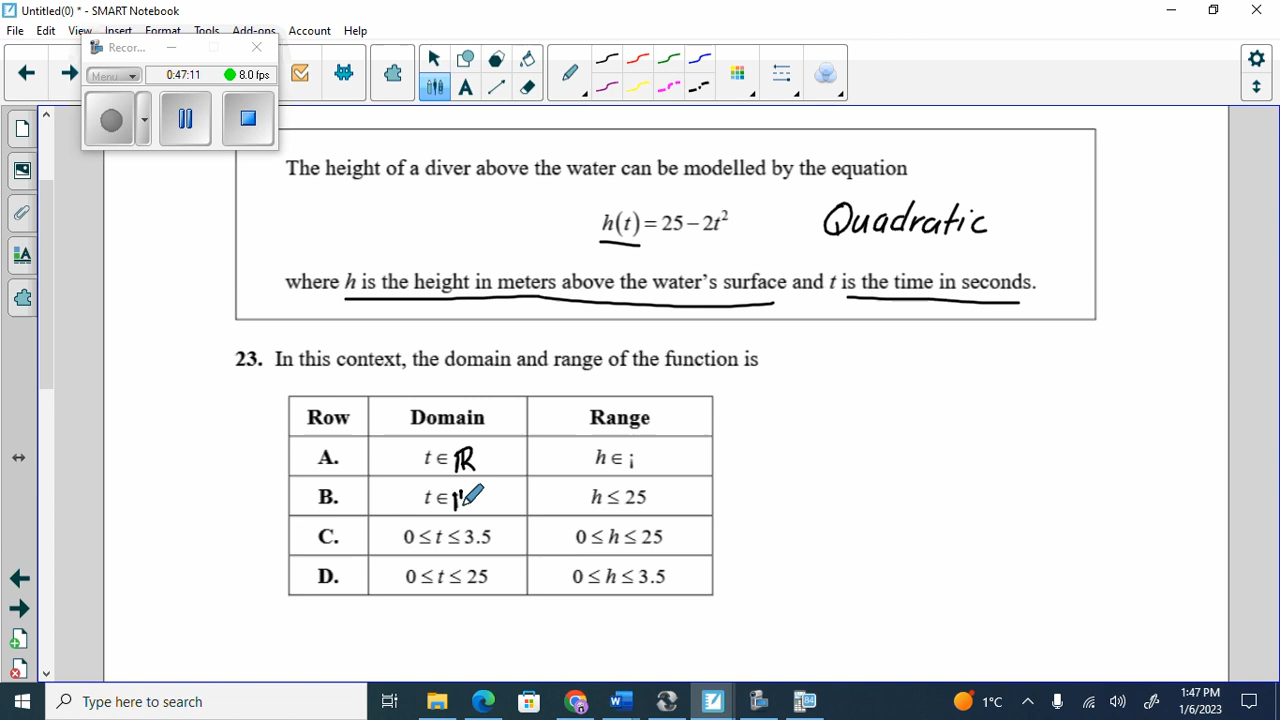 Untitled(0) * - SMART Notebook
File Edit View Insert Format Tools Add-ons Account Help
Recor...
Menu 0:47:11 8.0 fps
The height of a diver above the water can be modelled by the equation
h(t) = 25 – 2t² Quadratic
where h is the height in meters above the water's surface and t is the time in seconds.
23. In this context, the domain and range of the function is
Row Domain Range
A. t ∈ ℝ h ∈ ¡
B. t ∈ h ≤ 25
C. 0 ≤ t ≤ 3.5 0 ≤ h ≤ 25
D. 0 ≤ t ≤ 25 0 ≤ h ≤ 3.5
Type here to search
1°C
1:47 PM
1/6/2023